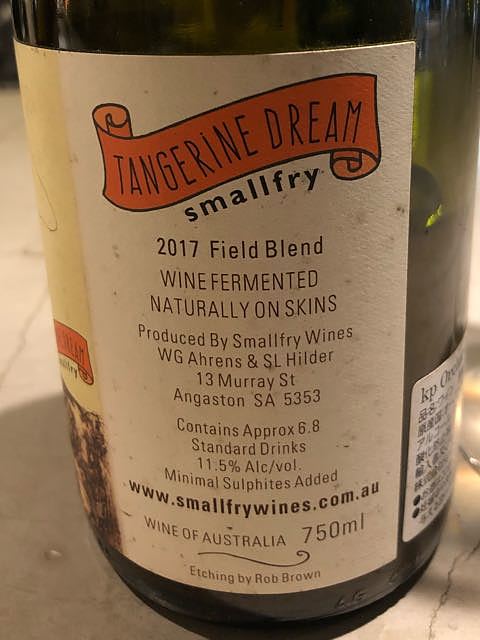 TANGERINE DREAM
smallfry
2017 Field Blend
WINE FERMENTED
NATURALLY ON SKINS
Produced By Smallfry Wines
WG Ahrens & SL Hilder
13 Murray St
Angaston SA 5353
Contains Approx 6.8
Standard Drinks
11.5% Alc/vol.
Minimal Sulphites Added
www.smallfrywines.com.au
WINE OF AUSTRALIA 750ml
Etching by Rob Brown
kp